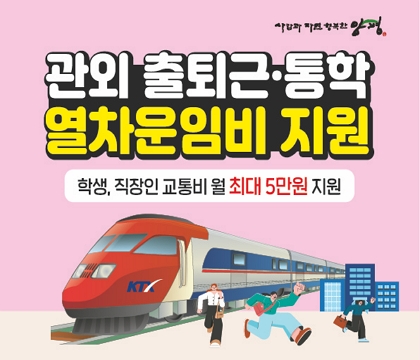 사람과 자연 행복한 양평
관외 출퇴근·통학
열차운임비 지원
학생, 직장인 교통비 월 최대 5만원 지원
KTX